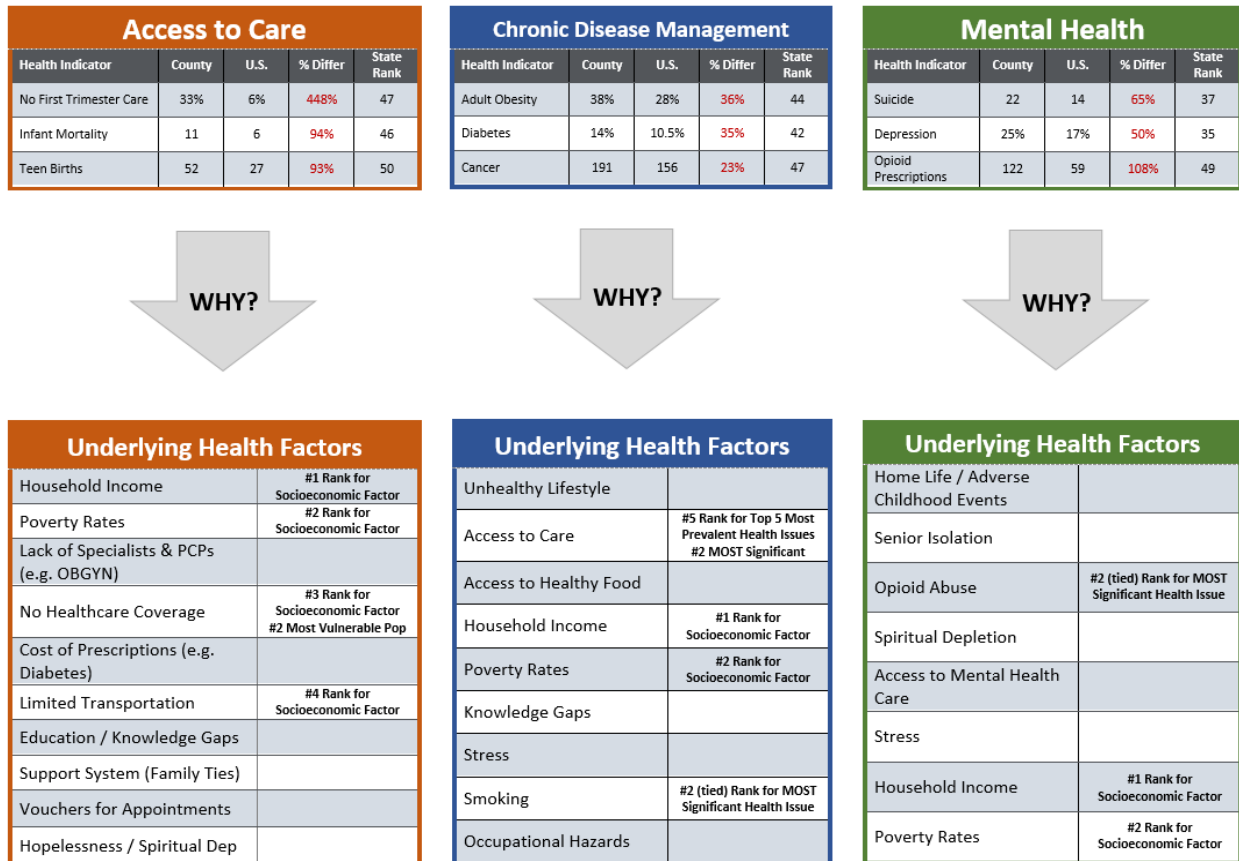 Access to Care
Health Indicator County U.S. % Differ State Rank
No First Trimester Care 33% 6% 448% 47
Infant Mortality 11 6 94% 46
Teen Births 52 27 93% 50
Chronic Disease Management
Health Indicator County U.S. % Differ State Rank
Adult Obesity 38% 28% 36% 44
Diabetes 14% 10.5% 35% 42
Cancer 191 156 23% 47
Mental Health
Health Indicator County U.S. % Differ State Rank
Suicide 22 14 65% 37
Depression 25% 17% 50% 35
Opioid Prescriptions 122 59 108% 49
WHY?
WHY?
WHY?
Underlying Health Factors
Household Income
#1 Rank for
Socioeconomic Factor
Poverty Rates
#2 Rank for
Socioeconomic Factor
Lack of Specialists & PCPs
(e.g. OBGYN)
No Healthcare Coverage
#3 Rank for
Socioeconomic Factor
#2 Most Vulnerable Pop
Cost of Prescriptions (e.g.
Diabetes)
Limited Transportation
#4 Rank for
Socioeconomic Factor
Education / Knowledge Gaps
Support System (Family Ties)
Vouchers for Appointments
Hopelessness / Spiritual Dep
Underlying Health Factors
Unhealthy Lifestyle
Access to Care
#5 Rank for Top 5 Most
Prevalent Health Issues
#2 MOST Significant
Access to Healthy Food
Household Income
#1 Rank for
Socioeconomic Factor
Poverty Rates
#2 Rank for
Socioeconomic Factor
Knowledge Gaps
Stress
Smoking
#2 (tied) Rank for MOST
Significant Health Issue
Occupational Hazards
Underlying Health Factors
Home Life / Adverse
Childhood Events
Senior Isolation
Opioid Abuse
#2 (tied) Rank for MOST
Significant Health Issue
Spiritual Depletion
Access to Mental Health
Care
Stress
Household Income
#1 Rank for
Socioeconomic Factor
Poverty Rates
#2 Rank for
Socioeconomic Factor